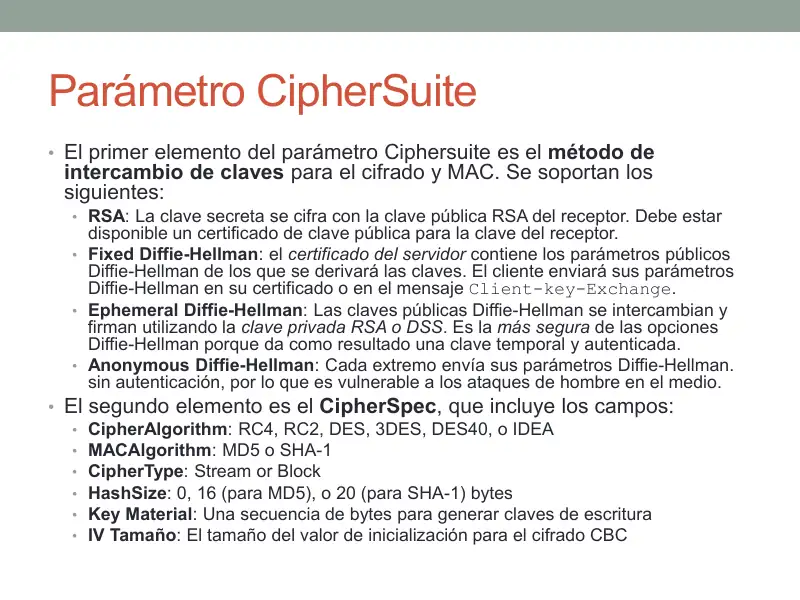 Parámetro CipherSuite
• El primer elemento del parámetro Ciphersuite es el método de
intercambio de claves para el cifrado y MAC. Se soportan los
siguientes:
• RSA: La clave secreta se cifra con la clave pública RSA del receptor. Debe estar
disponible un certificado de clave pública para la clave del receptor.
• Fixed Diffie-Hellman: el certificado del servidor contiene los parámetros públicos
Diffie-Hellman de los que se derivará las claves. El cliente enviará sus parámetros
Diffie-Hellman en su certificado o en el mensaje Client-key-Exchange.
• Ephemeral Diffie-Hellman: Las claves públicas Diffie-Hellman se intercambian y
firman utilizando la clave privada RSA o DSS. Es la más segura de las opciones
Diffie-Hellman porque da como resultado una clave temporal y autenticada.
• Anonymous Diffie-Hellman: Cada extremo envía sus parámetros Diffie-Hellman.
sin autenticación, por lo que es vulnerable a los ataques de hombre en el medio.
• El segundo elemento es el CipherSpec, que incluye los campos:
• CipherAlgorithm: RC4, RC2, DES, 3DES, DES40, o IDEA
• MACAlgorithm: MD5 o SHA-1
• CipherType: Stream or Block
• HashSize: 0, 16 (para MD5), o 20 (para SHA-1) bytes
• Key Material: Una secuencia de bytes para generar claves de escritura
• IV Tamaño: El tamaño del valor de inicialización para el cifrado CBC